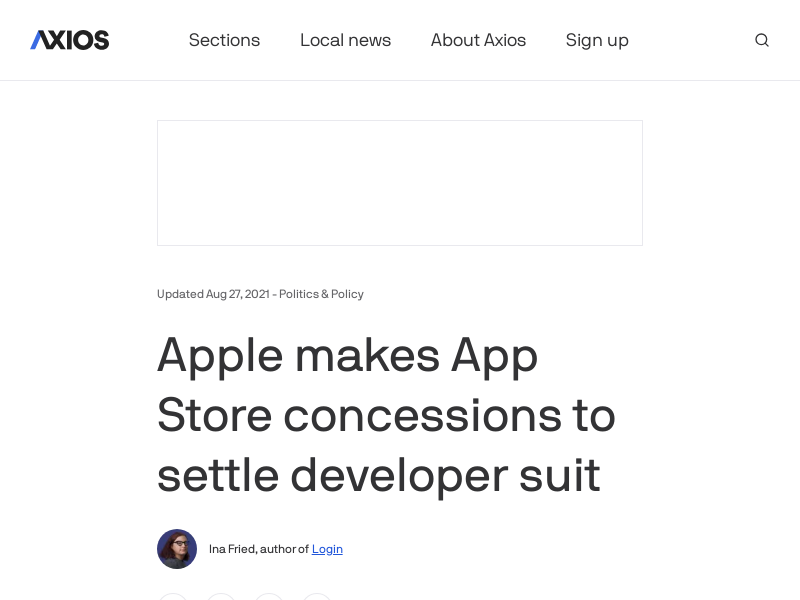 AXIOS
Sections
Local news
About Axios
Sign up
Updated Aug 27, 2021 - Politics & Policy
Apple makes App
Store concessions to
settle developer suit
Ina Fried, author of Login